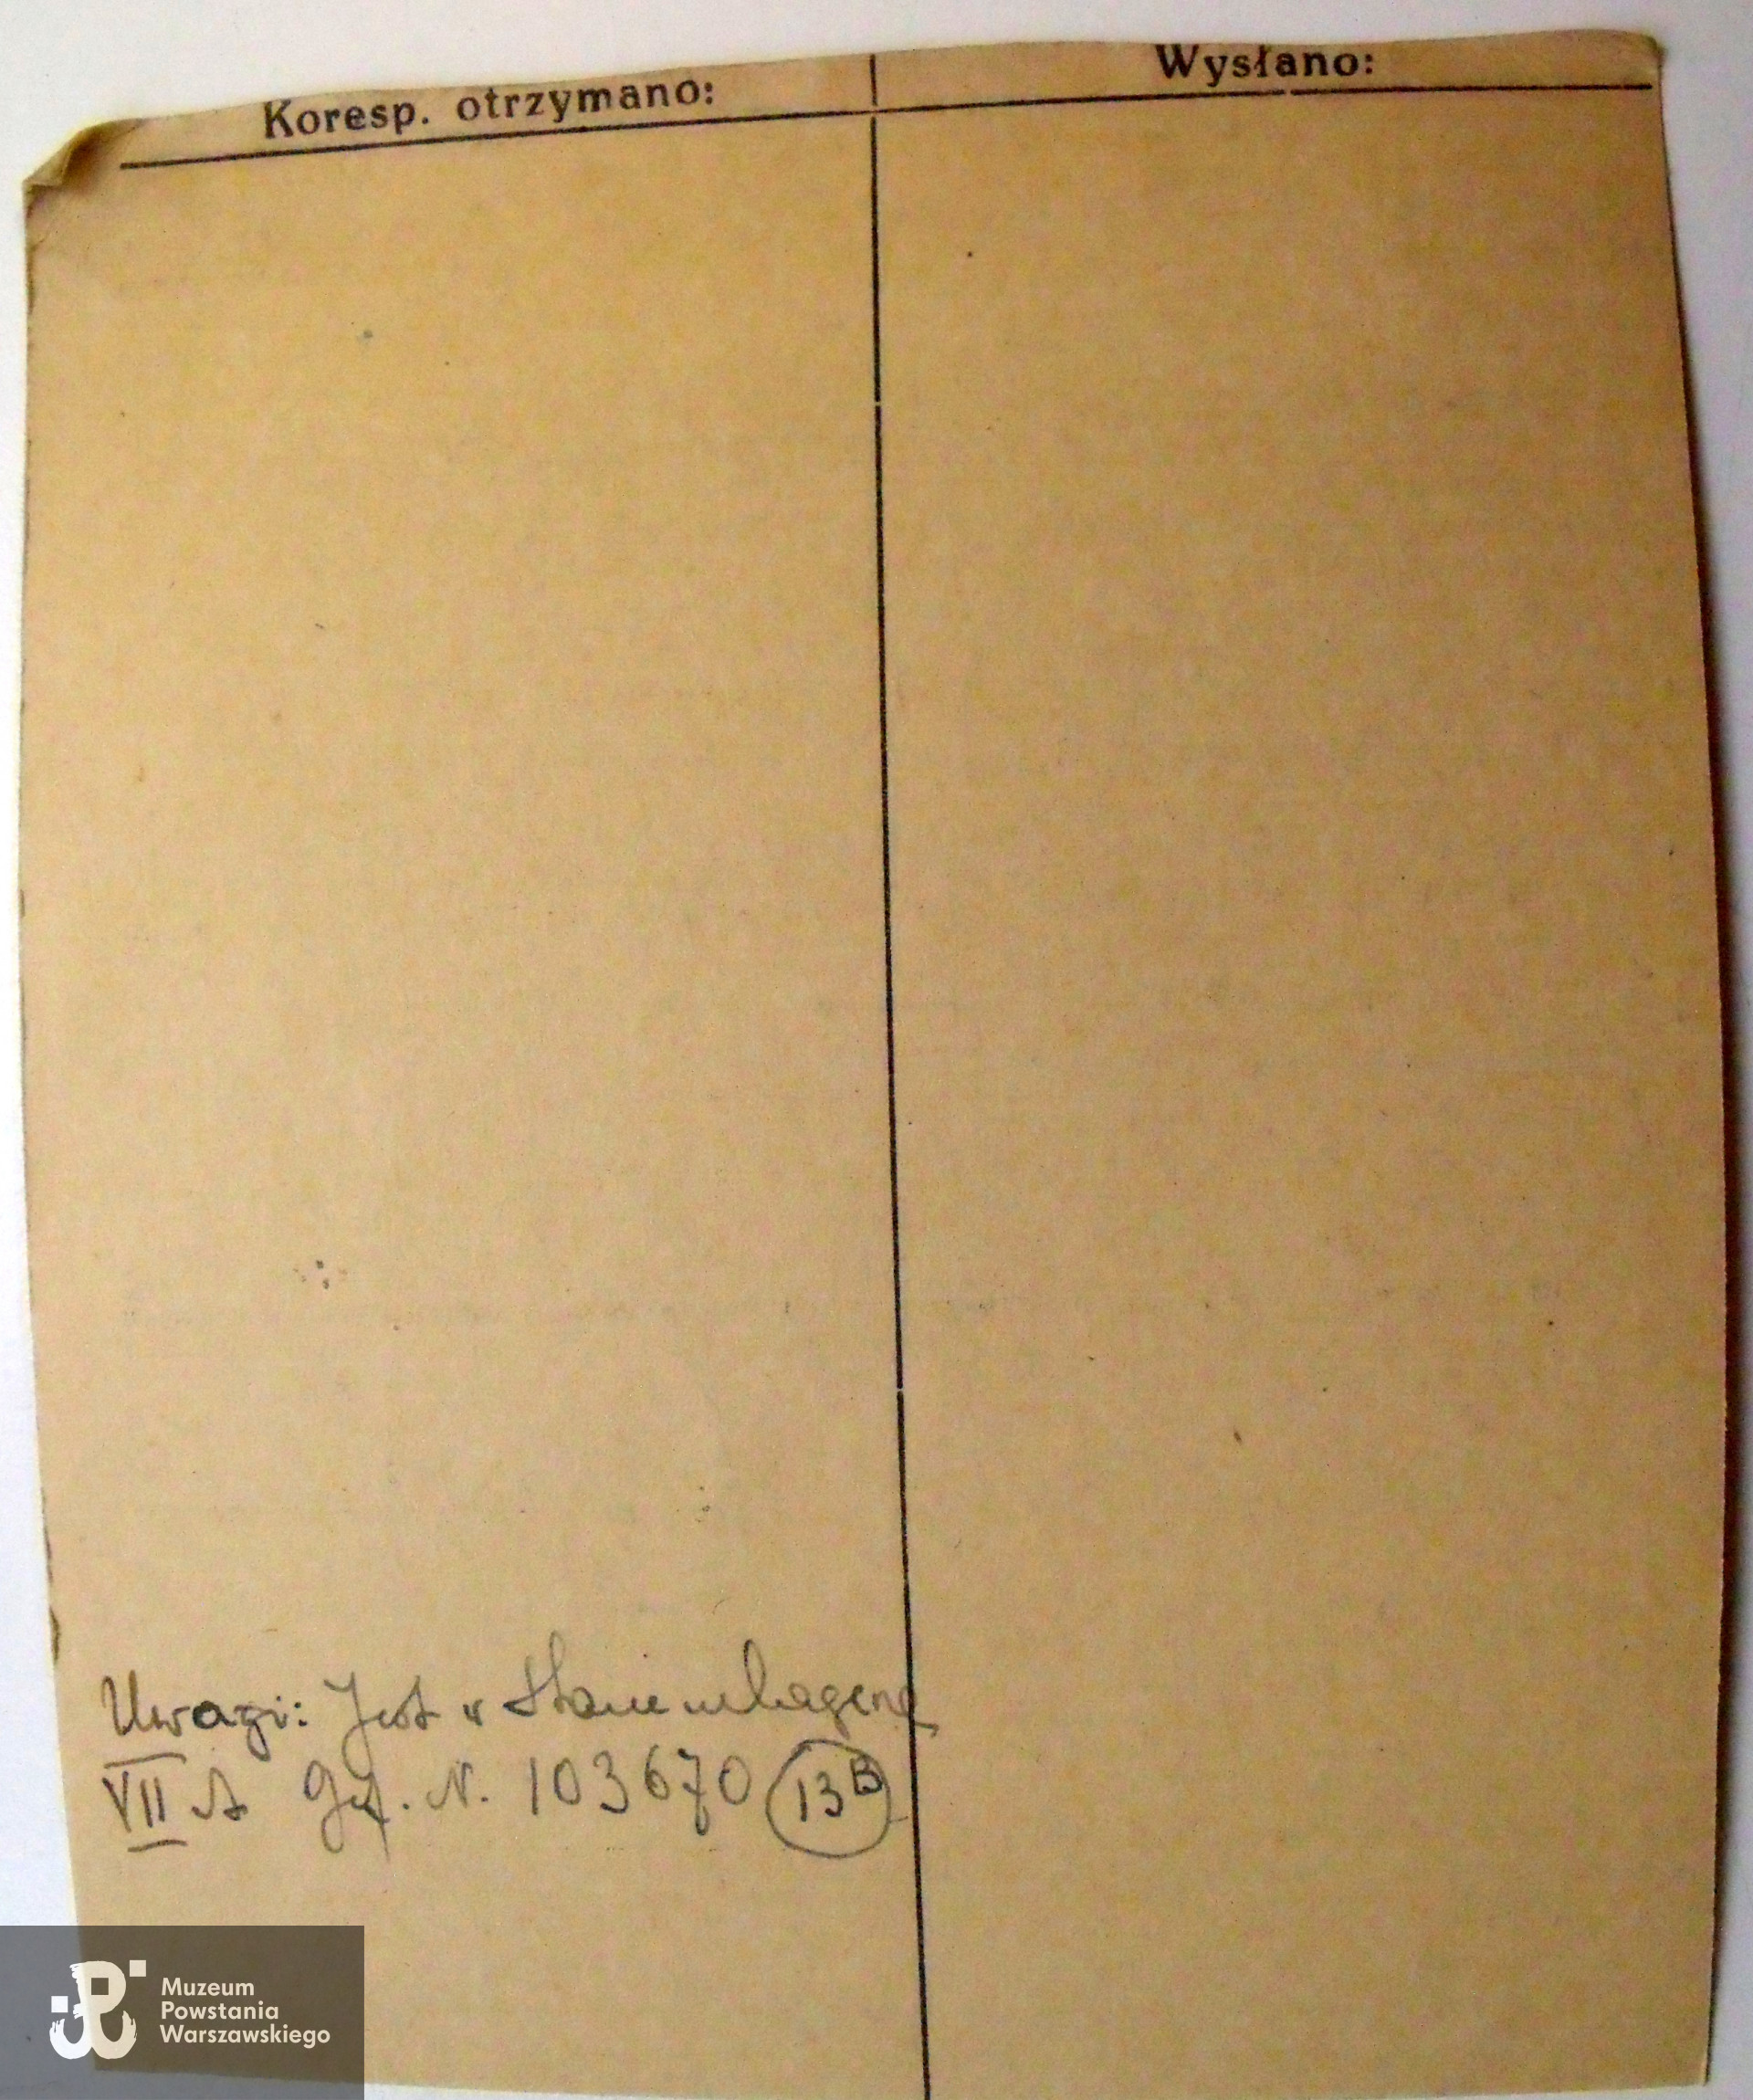 Koresp. otrzymano:
Wysłano:
Uwagi: Jest w Stammlagerze
VII A Gef. N. 103670 13B
Muzeum
Powstania
Warszawskiego